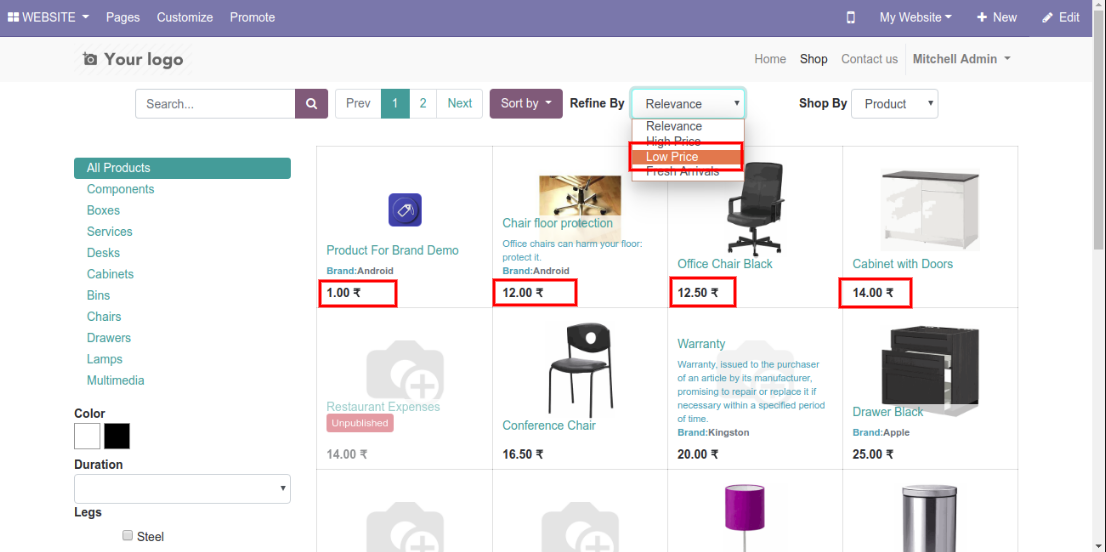 WEBSITE Pages Customize Promote My Website New Edit
Your logo Home Shop Contact us Mitchell Admin
Search... Prev 1 2 Next Sort by Refine By Relevance Shop By Product
Relevance
High Price
Low Price
Fresh Arrivals
All Products
Components
Boxes
Services
Desks
Cabinets
Bins
Chairs
Drawers
Lamps
Multimedia
Color
Duration
Legs
Steel
Product For Brand Demo
Brand:Android
1.00 ₹
Chair floor protection
Office chairs can harm your floor:
protect it.
Brand:Android
12.00 ₹
Office Chair Black
12.50 ₹
Cabinet with Doors
14.00 ₹
Restaurant Expenses
Unpublished
14.00 ₹
Conference Chair
16.50 ₹
Warranty
Warranty, issued to the purchaser
of an article by its manufacturer,
promising to repair or replace it if
necessary within a specified period
of time.
Brand:Kingston
20.00 ₹
Drawer Black
Brand:Apple
25.00 ₹